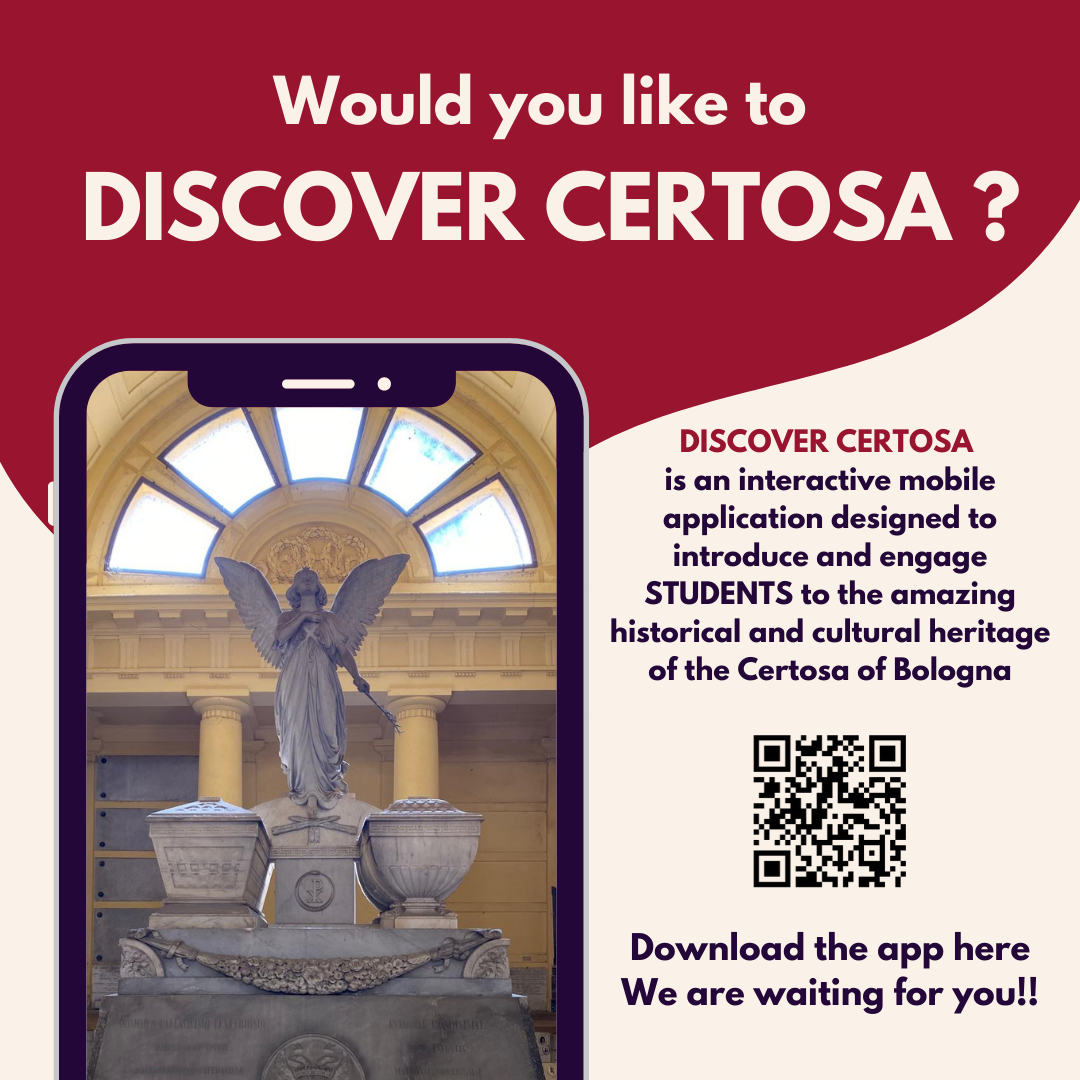 Would you like to
DISCOVER CERTOSA ?
DISCOVER CERTOSA
is an interactive mobile
application designed to
introduce and engage
STUDENTS to the amazing
historical and cultural heritage
of the Certosa of Bologna
Download the app here
We are waiting for you!!